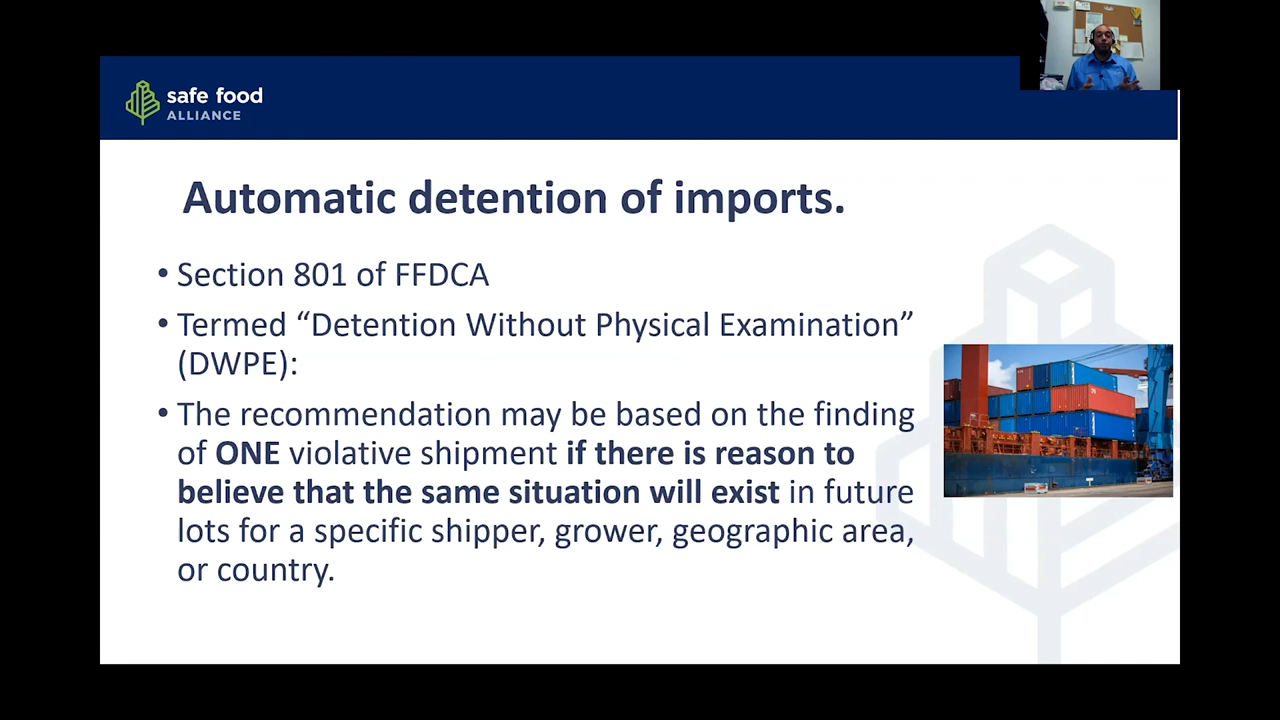 safe food
ALLIANCE
Automatic detention of imports.
• Section 801 of FFDCA
• Termed “Detention Without Physical Examination”
(DWPE):
• The recommendation may be based on the finding
of ONE violative shipment if there is reason to
believe that the same situation will exist in future
lots for a specific shipper, grower, geographic area,
or country.